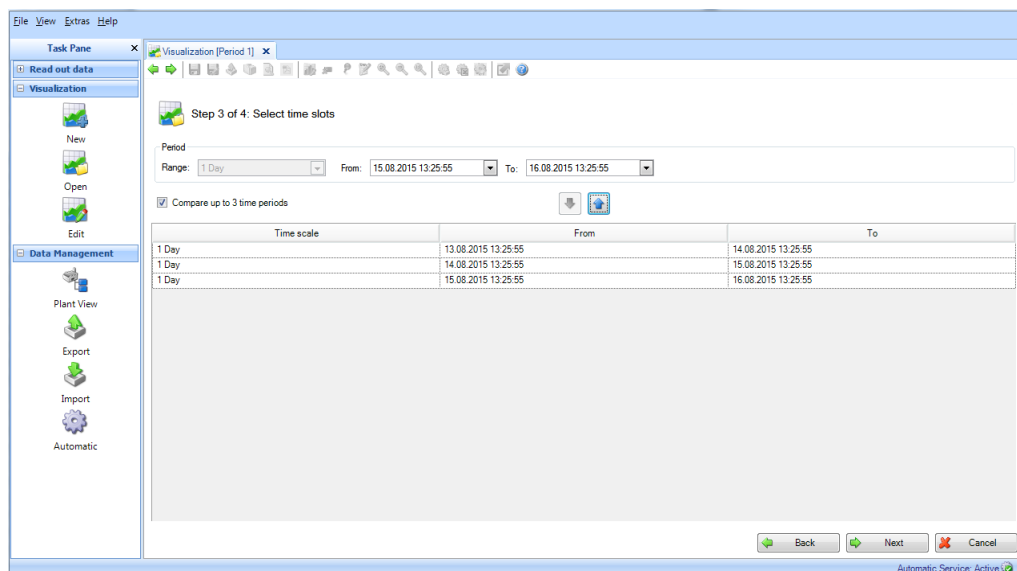 File View Extras Help
Task Pane
Visualization [Period 1]
Read out data
Visualization
New
Open
Edit
Data Management
Plant View
Export
Import
Automatic
Step 3 of 4: Select time slots
Period
Range: 1 Day From: 15.08.2015 13:25:55 To: 16.08.2015 13:25:55
Compare up to 3 time periods
Time scale From To
1 Day 13.08.2015 13:25:55 14.08.2015 13:25:55
1 Day 14.08.2015 13:25:55 15.08.2015 13:25:55
1 Day 15.08.2015 13:25:55 16.08.2015 13:25:55
Back Next Cancel
Automatic Service: Active